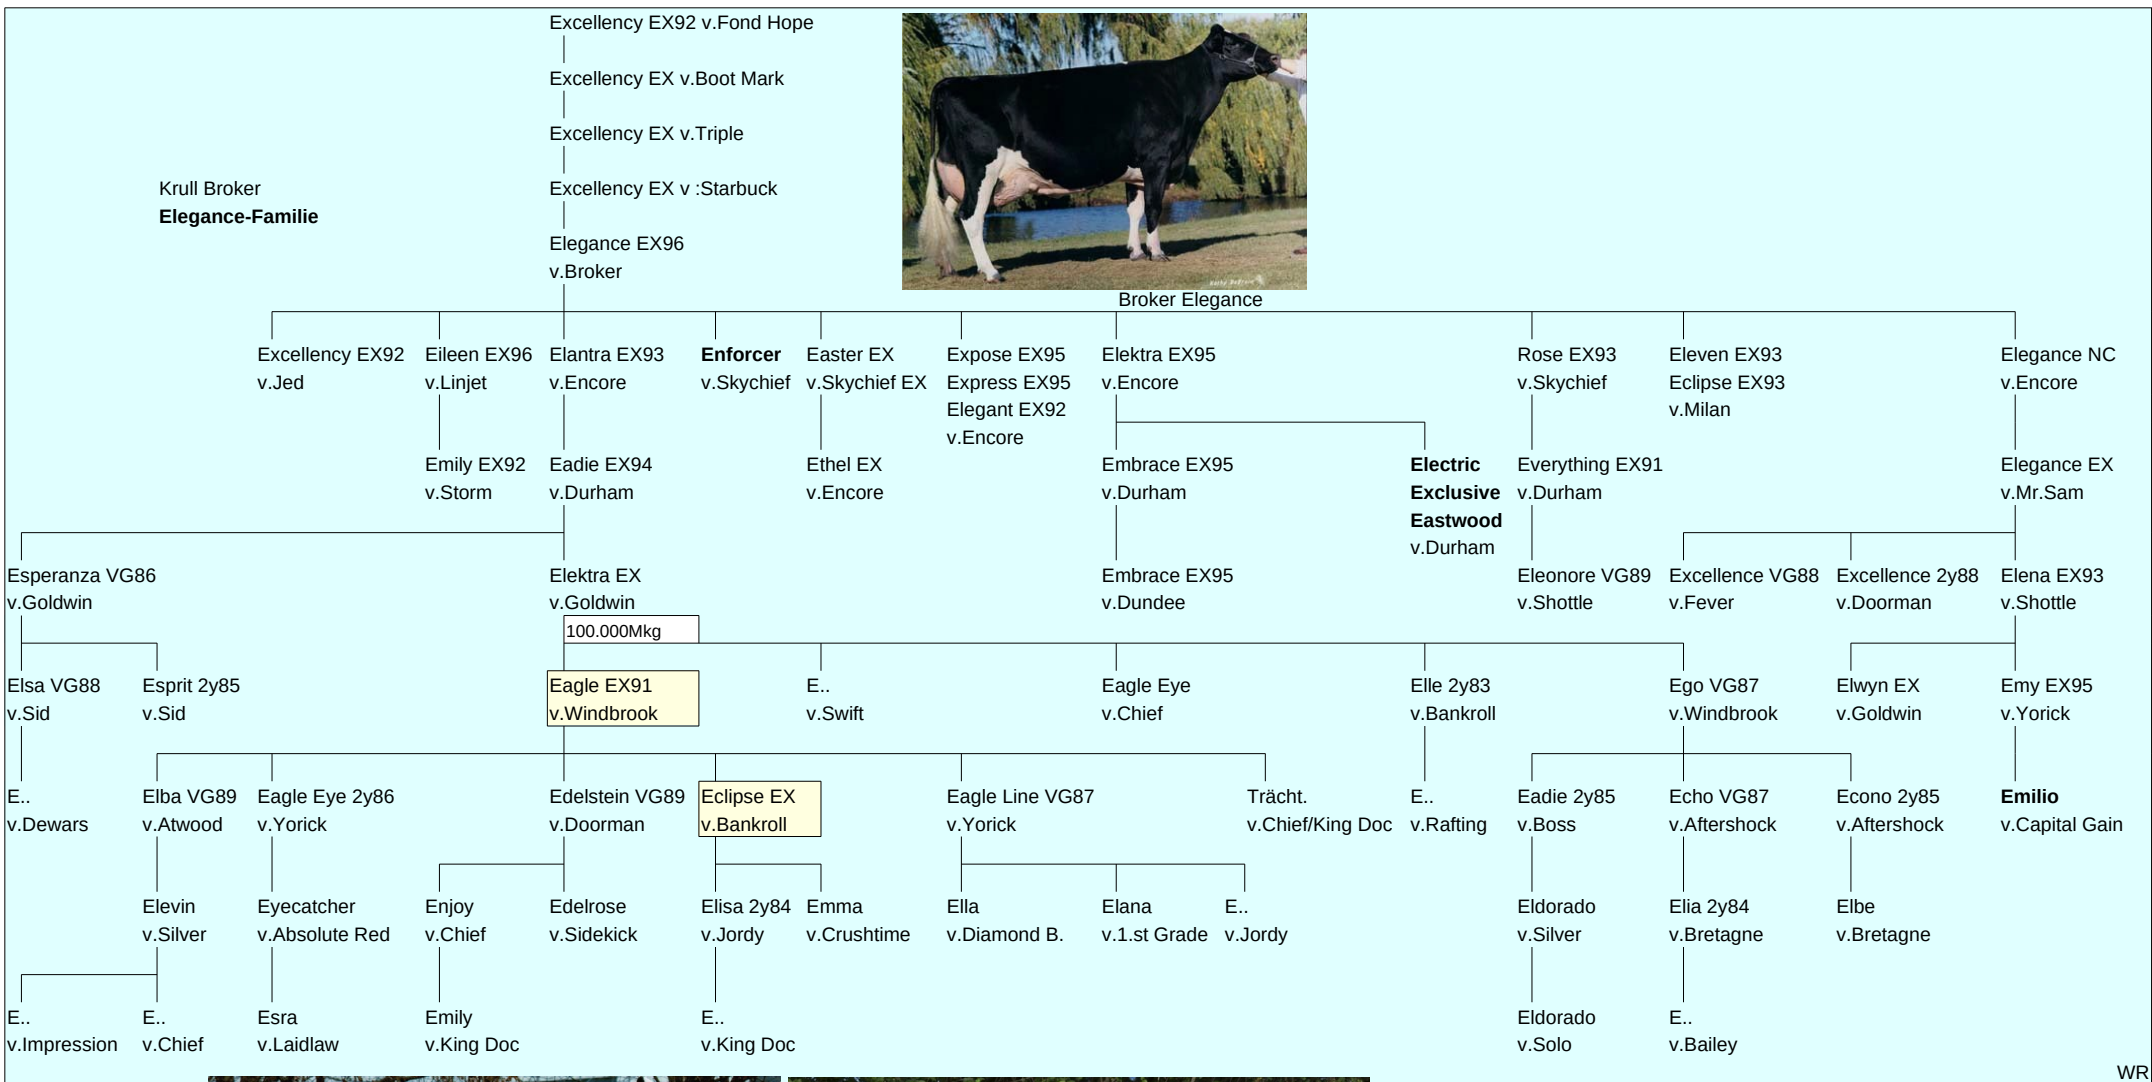 Excellency EX92 v.Fond Hope
Excellency EX v.Boot Mark
Excellency EX v.Triple
Krull Broker
Elegance-Familie
Excellency EX v :Starbuck
Elegance EX96
v.Broker
Broker Elegance
Excellency EX92
v.Jed
Eileen EX96
v.Linjet
Elantra EX93
v.Encore
Enforcer
v.Skychief
Easter EX
v.Skychief EX
Expose EX95
Express EX95
Elegant EX92
v.Encore
Elektra EX95
v.Encore
Rose EX93
v.Skychief
Eleven EX93
Eclipse EX93
v.Milan
Elegance NC
v.Encore
Emily EX92
v.Storm
Eadie EX94
v.Durham
Ethel EX
v.Encore
Embrace EX95
v.Durham
Electric
Exclusive
Eastwood
v.Durham
Everything EX91
v.Durham
Elegance EX
v.Mr.Sam
Esperanza VG86
v.Goldwin
Elektra EX
v.Goldwin
Embrace EX95
v.Dundee
Eleonore VG89
v.Shottle
Excellence VG88
v.Fever
Excellence 2y88
v.Doorman
Elena EX93
v.Shottle
100.000Mkg
Elsa VG88
v.Sid
Esprit 2y85
v.Sid
Eagle EX91
v.Windbrook
E..
v.Swift
Eagle Eye
v.Chief
Elle 2y83
v.Bankroll
Ego VG87
v.Windbrook
Elwyn EX
v.Goldwin
Emy EX95
v.Yorick
E..
v.Dewars
Elba VG89
v.Atwood
Eagle Eye 2y86
v.Yorick
Edelstein VG89
v.Doorman
Eclipse EX
v.Bankroll
Eagle Line VG87
v.Yorick
Trächt.
v.Chief/King Doc
E..
v.Rafting
Eadie 2y85
v.Boss
Echo VG87
v.Aftershock
Econo 2y85
v.Aftershock
Emilio
v.Capital Gain
Elevin
v.Silver
Eyecatcher
v.Absolute Red
Enjoy
v.Chief
Edelrose
v.Sidekick
Elisa 2y84
v.Jordy
Emma
v.Crushtime
Ella
v.Diamond B.
Elana
v.1.st Grade
E..
v.Jordy
Eldorado
v.Silver
Elia 2y84
v.Bretagne
Elbe
v.Bretagne
E..
v.Impression
E..
v.Chief
Esra
v.Laidlaw
Emily
v.King Doc
E..
v.King Doc
Eldorado
v.Solo
E..
v.Bailey
WR